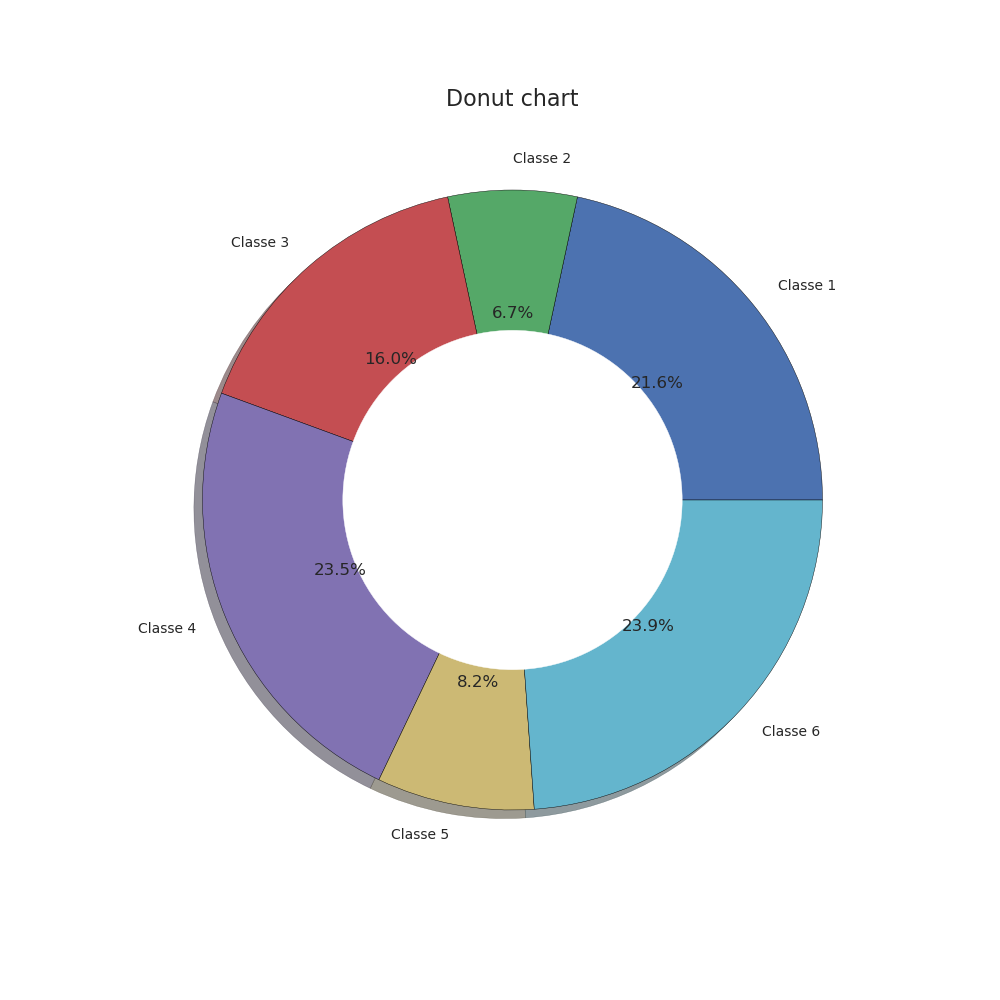 Donut chart
Classe 2
Classe 3
Classe 1
6.7%
16.0%
21.6%
23.5%
23.9%
Classe 4
8.2%
Classe 6
Classe 5